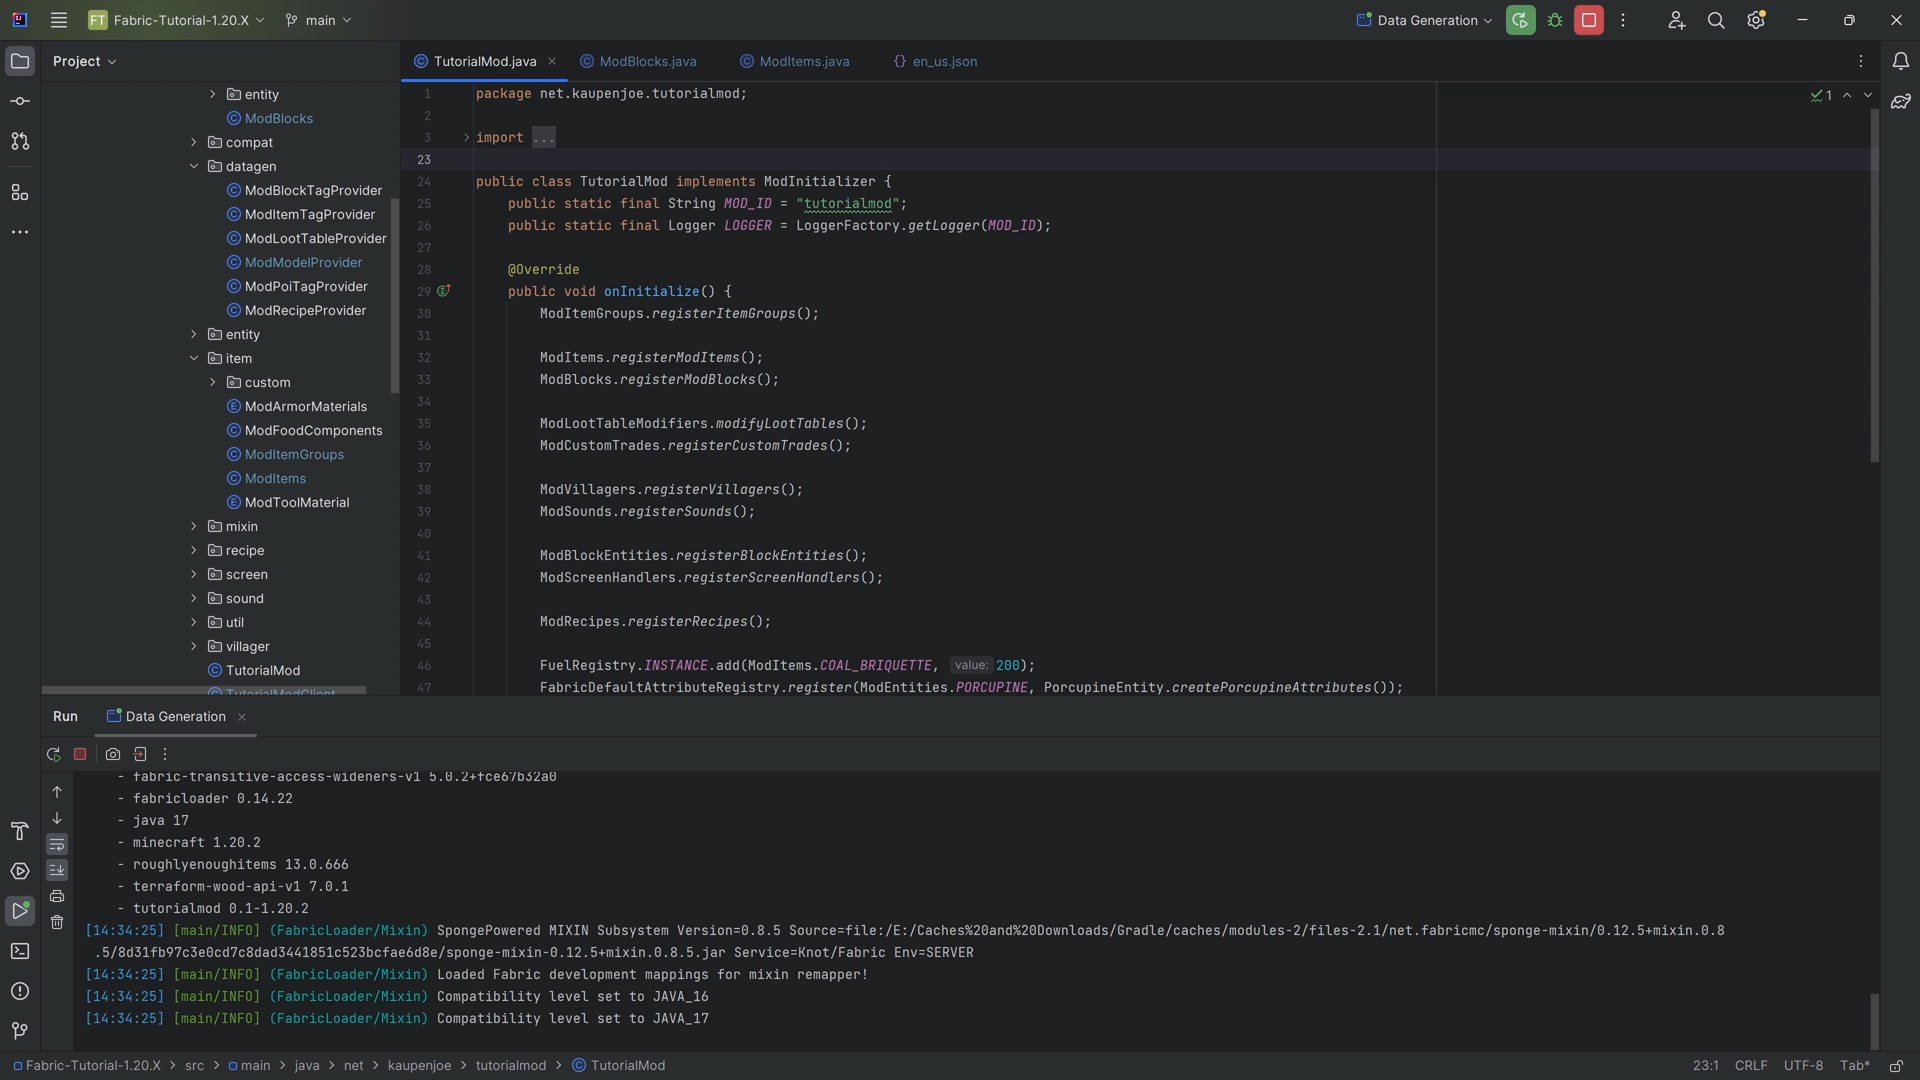 FT Fabric-Tutorial-1.20.X main Data Generation
Project
TutorialMod.java ModBlocks.java ModItems.java {} en_us.json
entity
ModBlocks
compat
datagen
ModBlockTagProvider
ModItemTagProvider
ModLootTableProvider
ModModelProvider
ModPoiTagProvider
ModRecipeProvider
entity
item
custom
ModArmorMaterials
ModFoodComponents
ModItemGroups
ModItems
ModToolMaterial
mixin
recipe
screen
sound
util
villager
TutorialMod
TutorialModClient
1 package net.kaupenjoe.tutorialmod;
2
3 import ...
23
24 public class TutorialMod implements ModInitializer {
25 public static final String MOD_ID = "tutorialmod";
26 public static final Logger LOGGER = LoggerFactory.getLogger(MOD_ID);
27
28 @Override
29 public void onInitialize() {
30 ModItemGroups.registerItemGroups();
31
32 ModItems.registerModItems();
33 ModBlocks.registerModBlocks();
34
35 ModLootTableModifiers.modifyLootTables();
36 ModCustomTrades.registerCustomTrades();
37
38 ModVillagers.registerVillagers();
39 ModSounds.registerSounds();
40
41 ModBlockEntities.registerBlockEntities();
42 ModScreenHandlers.registerScreenHandlers();
43
44 ModRecipes.registerRecipes();
45
46 FuelRegistry.INSTANCE.add(ModItems.COAL_BRIQUETTE, value: 200);
47 FabricDefaultAttributeRegistry.register(ModEntities.PORCUPINE, PorcupineEntity.createPorcupineAttributes());
1
Run Data Generation
- fabric-transitive-access-wideners-v1 5.0.2+fce67b32a0
- fabricloader 0.14.22
- java 17
- minecraft 1.20.2
- roughlyenoughitems 13.0.666
- terraform-wood-api-v1 7.0.1
- tutorialmod 0.1-1.20.2
[14:34:25] [main/INFO] (FabricLoader/Mixin) SpongePowered MIXIN Subsystem Version=0.8.5 Source=file:/E:/Caches%20and%20Downloads/Gradle/caches/modules-2/files-2.1/net.fabricmc/sponge-mixin/0.12.5+mixin.0.8
.5/8d31fb97c3e0cd7c8dad3441851c523bcfae6d8e/sponge-mixin-0.12.5+mixin.0.8.5.jar Service=Knot/Fabric Env=SERVER
[14:34:25] [main/INFO] (FabricLoader/Mixin) Loaded Fabric development mappings for mixin remapper!
[14:34:25] [main/INFO] (FabricLoader/Mixin) Compatibility level set to JAVA_16
[14:34:25] [main/INFO] (FabricLoader/Mixin) Compatibility level set to JAVA_17
Fabric-Tutorial-1.20.X > src > main > java > net > kaupenjoe > tutorialmod > TutorialMod 23:1 CRLF UTF-8 Tab*